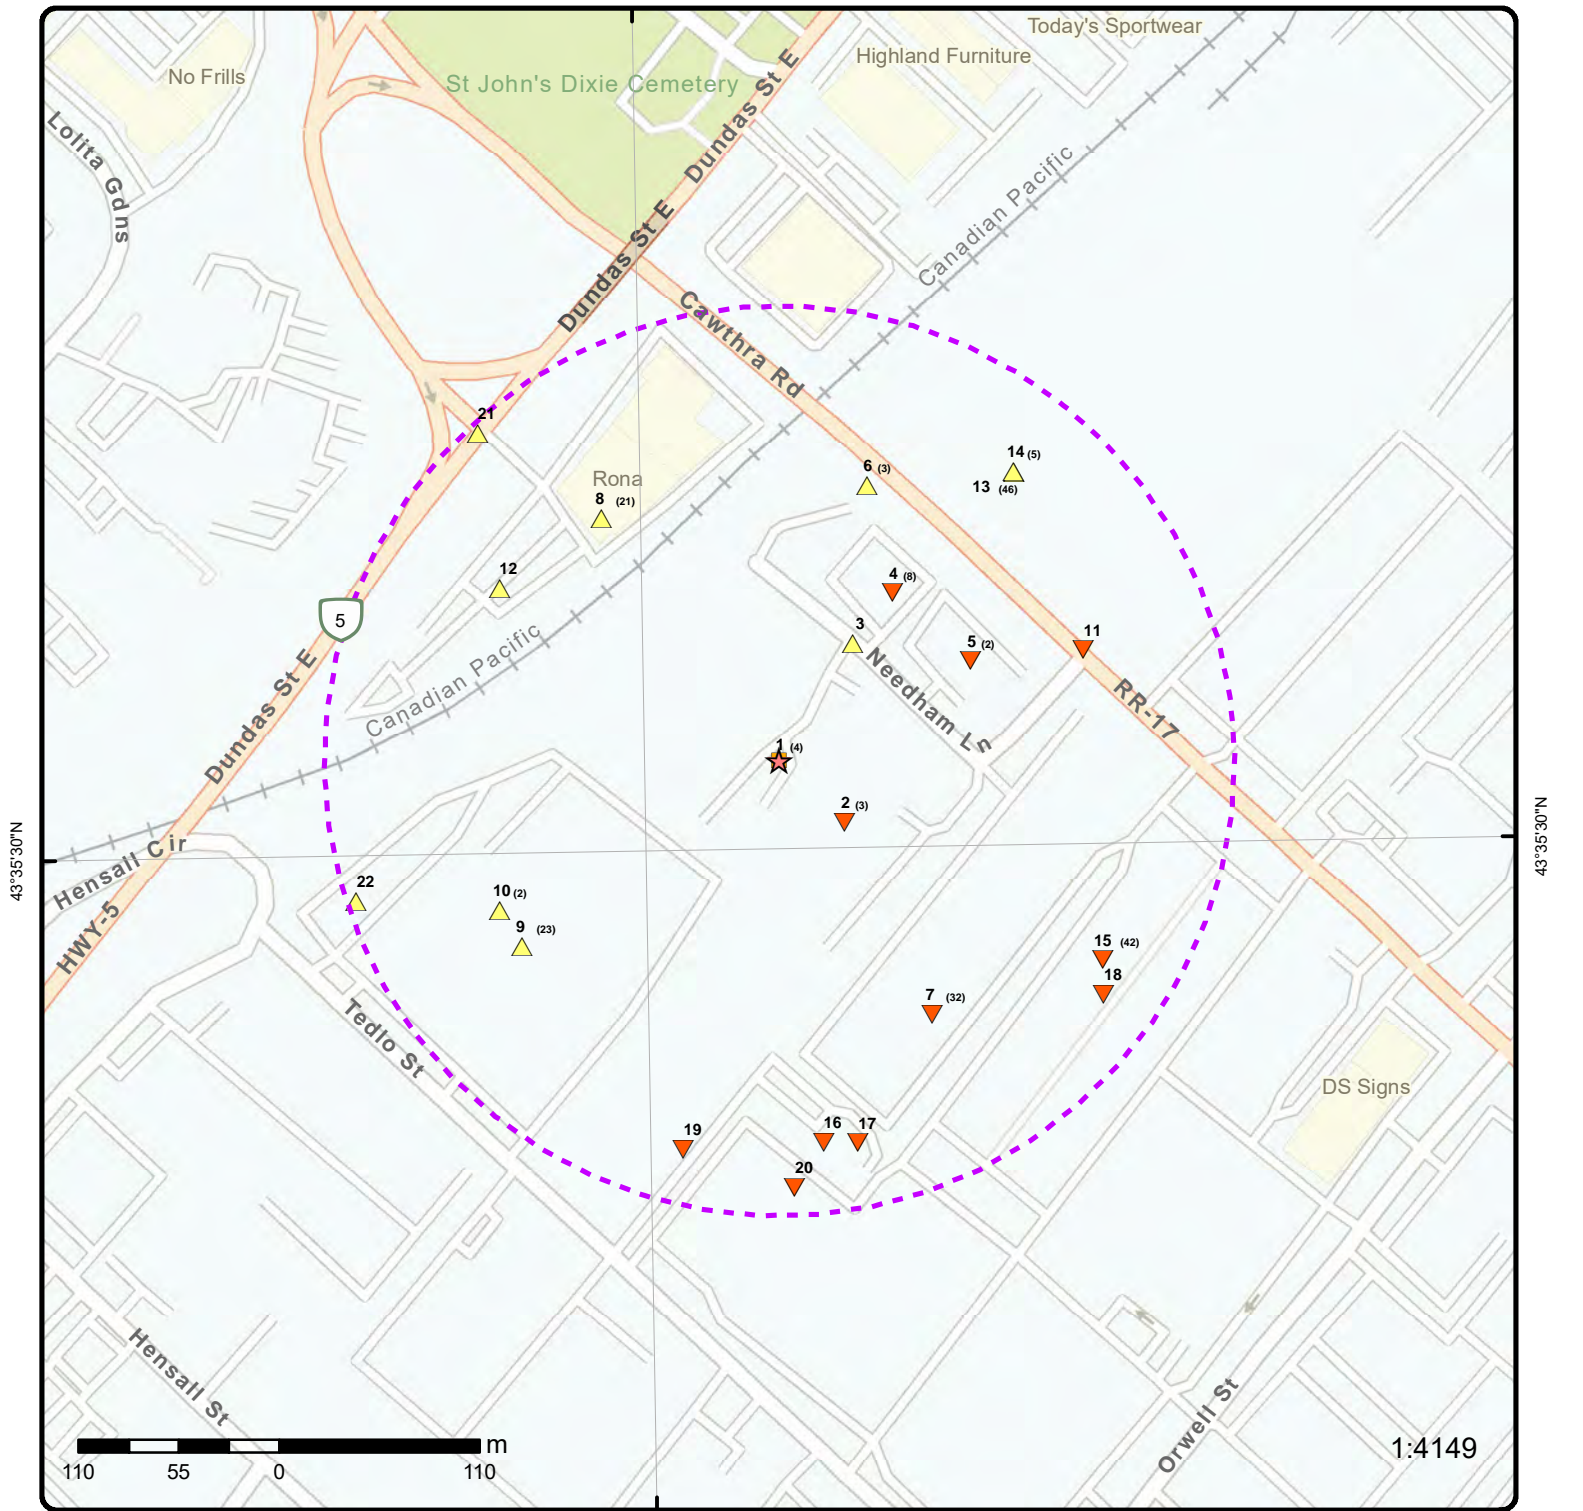 Today's Sportwear
Highland Furniture
No Frills
St John's Dixie Cemetery
Dundas St E
Lolita Gdns
Canadian Pacific
Dundas St E
Cawthra Rd
21
14 (5)
6 (3)
13 (46)
Rona
8 (21)
12
4 (8)
5
3
11
5 (2)
Canadian Pacific
Needham Ln
Dundas St E
RR-17
1 (4)
2 (3)
43°35'30"N
43°35'30"N
Hensall Cir
22
10 (2)
HWY-5
9 (23)
15 (42)
18
7 (32)
Tedlo St
DS Signs
19
16
17
20
Hensall St
Orwell St
m
110 55 0 110
1:4149